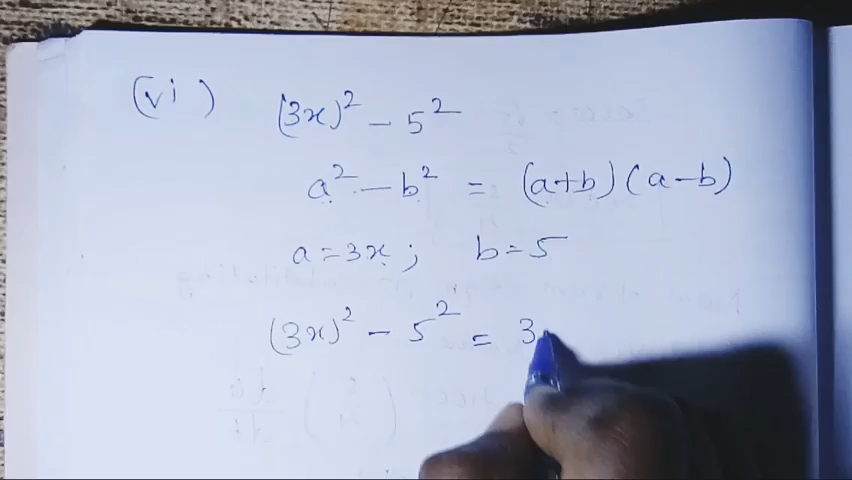 (vi) (3x)² - 5²
a² - b² = (a+b) (a-b)
a = 3x ; b = 5
(3x)² - 5² = 3